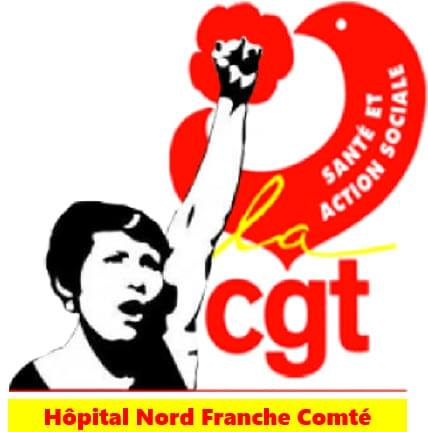 SANTÉ ET
ACTION SOCIALE
la
cgt
Hôpital Nord Franche Comté